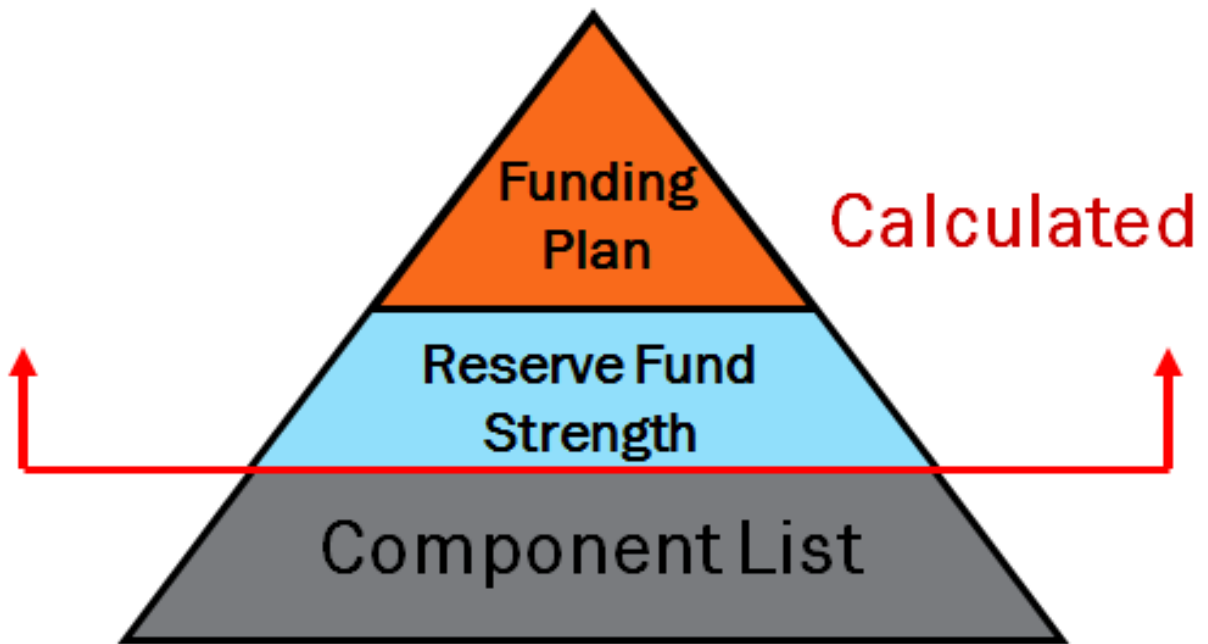 Funding
Plan
Calculated
Reserve Fund
Strength
Component List